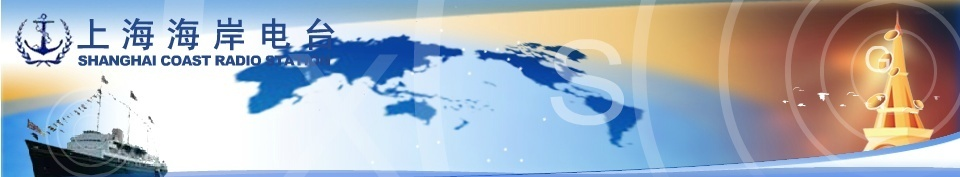 上海海岸电台
SHANGHAI COAST RADIO STATION
X S G